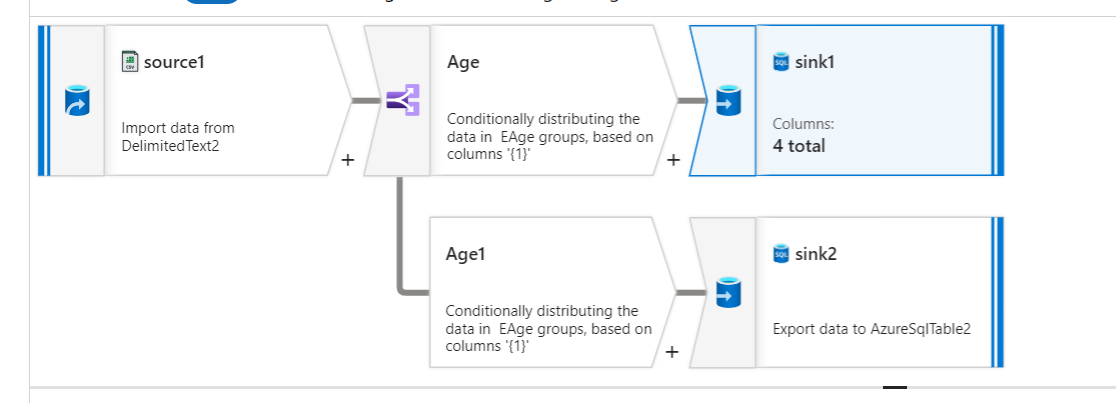 source1
Import data from
DelimitedText2
+
Age
Conditionally distributing the
data in EAge groups, based on
columns '{1}'
+
SQL sink1
Columns:
4 total
Age1
Conditionally distributing the
data in EAge groups, based on
columns '{1}'
+
SQL sink2
Export data to AzureSqlTable2